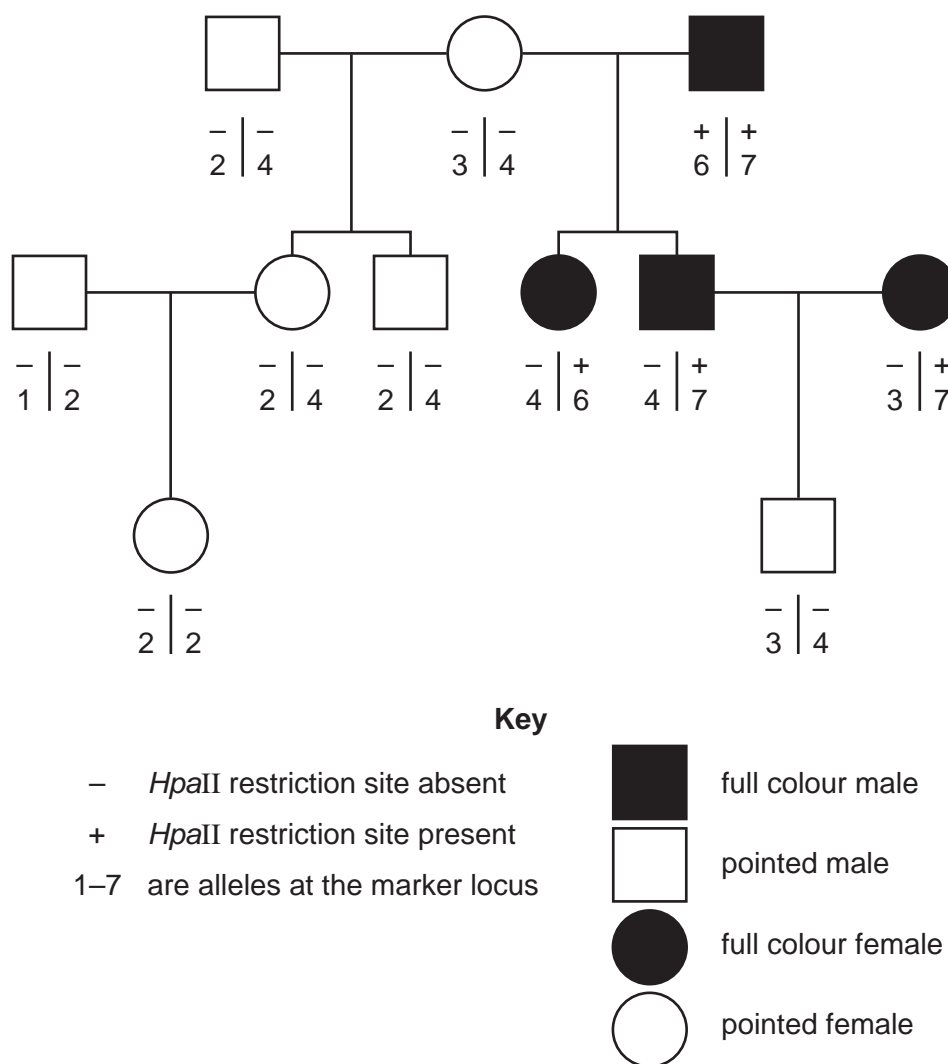 – | – – | – + | +
2 | 4 3 | 4 6 | 7
– | – – | – – | – – | + – | + – | +
1 | 2 2 | 4 2 | 4 4 | 6 4 | 7 3 | 7
– | – – | –
2 | 2 3 | 4
Key
– HpaII restriction site absent
+ HpaII restriction site present
1–7 are alleles at the marker locus
full colour male
pointed male
full colour female
pointed female